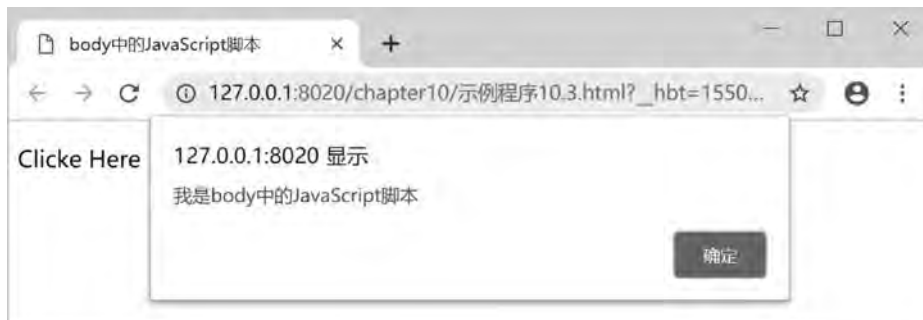 body中的JavaScript脚本
127.0.0.1:8020/chapter10/示例程序10.3.html?__hbt=1550...
Clicke Here
127.0.0.1:8020 显示
我是body中的JavaScript脚本
确定